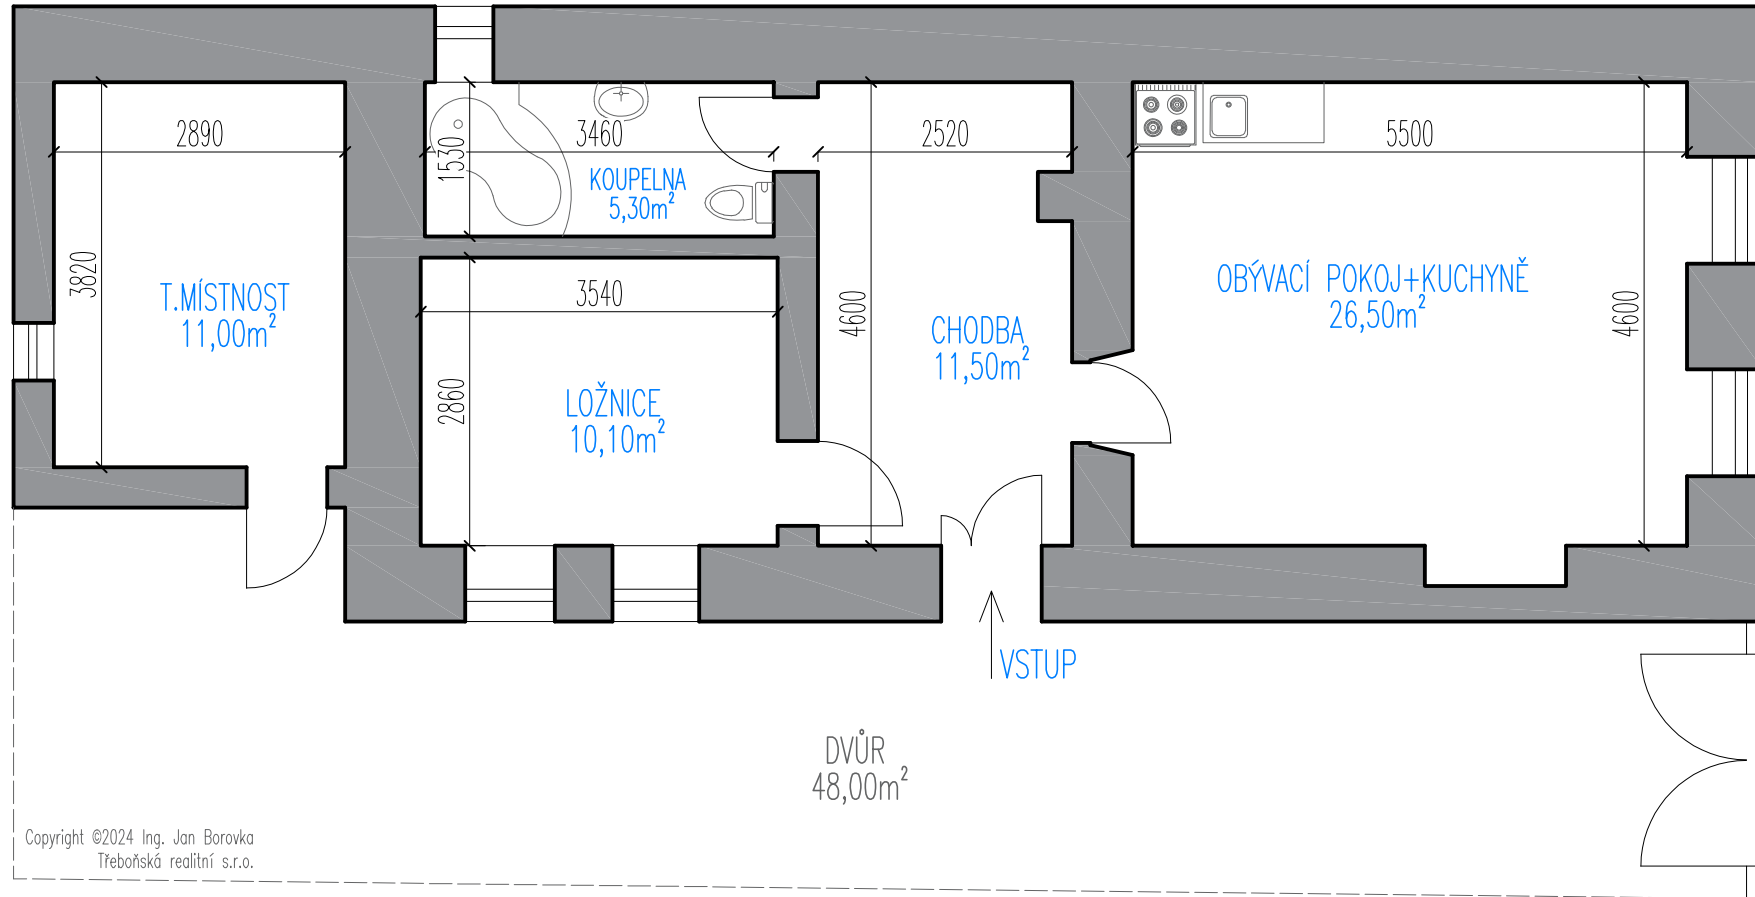 2890
3460
2520
5500
1530
KOUPELNA
5,30m²
3820
T.MÍSTNOST
11,00m²
3540
4600
OBÝVACÍ POKOJ+KUCHYNĚ
26,50m²
4600
CHODBA
11,50m²
2860
LOŽNICE
10,10m²
VSTUP
DVŮR
48,00m²
Copyright ©2024 Ing. Jan Borovka
Třeboňská realitní s.r.o.